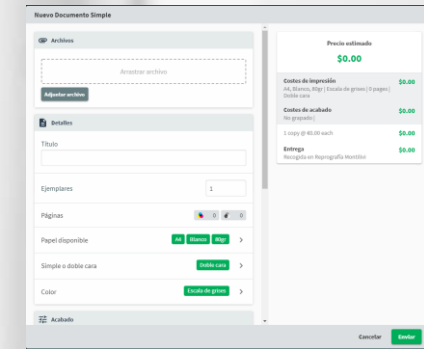 Nuevo Documento Simple
Archivos
Arrastrar archivo
Adjuntar archivo
Detalles
Título
Ejemplares
1
Páginas
0 0
Papel disponible
A4 Blanco 80gr
Simple o doble cara
Doble cara
Color
Escala de grises
Acabado
Precio estimado
$0.00
Costes de impresión $0.00
A4, Blanco, 80gr | Escala de grises | 0 pages |
Doble cara
Costes de acabado $0.00
No grapado |
1 copy @ $0.00 each $0.00
Entrega $0.00
Recogida en Reprografía Montilivi
Cancelar
Enviar